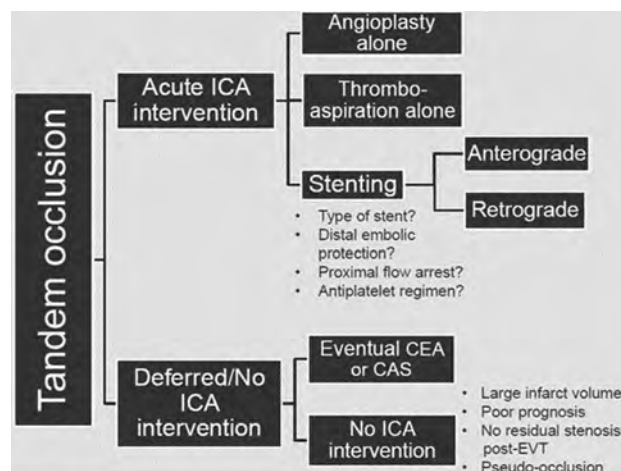 Tandem occlusion
Acute ICA
intervention
Angioplasty
alone
Thrombo-
aspiration alone
Stenting
Anterograde
Retrograde
• Type of stent?
• Distal embolic
protection?
• Proximal flow arrest?
• Antiplatelet regimen?
Deferred/No
ICA
intervention
Eventual CEA
or CAS
No ICA
intervention
• Large infarct volume
• Poor prognosis
• No residual stenosis
post-EVT
• Pseudo-occlusion